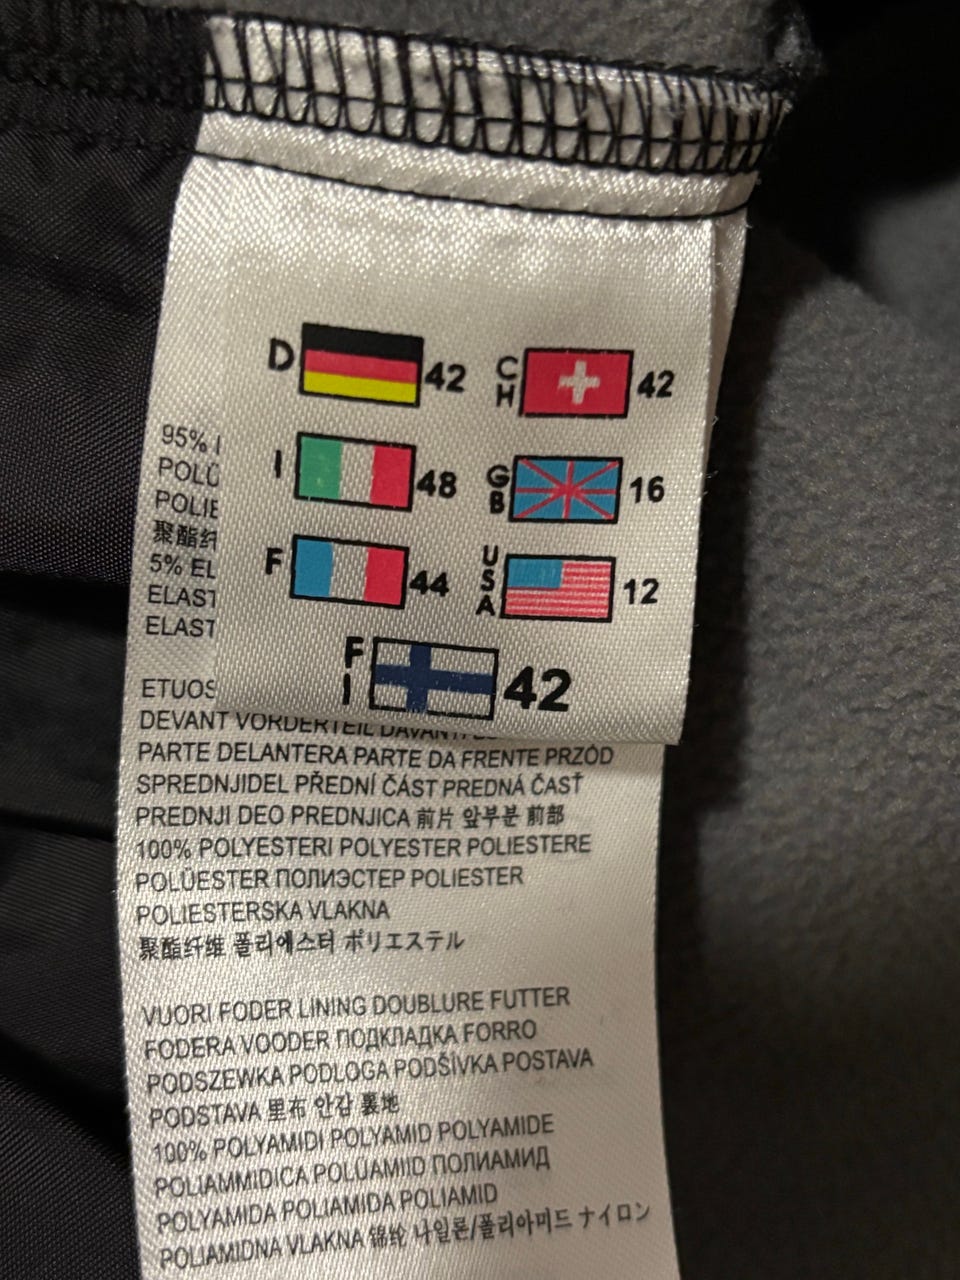 D 42 CH 42
I 48 GB 16
F 44 USA 12
FI 42
95%
POLÜ
POLIE
聚酯纤
5% EL
ELAST
ELAST
ETUOS
DEVANT VORDERTEIL DAVANTI
PARTE DELANTERA PARTE DA FRENTE PRZÓD
SPREDNJIDEL PŘEDNÍ ČÁST PREDNÁ ČASŤ
PREDNJI DEO PREDNJICA 前片 앞부분 前部
100% POLYESTERI POLYESTER POLIESTERE
POLÜESTER ПОЛИЭСТЕР POLIESTER
POLIESTERSKA VLAKNA
聚酯纤维 폴리에스터 ポリエステル
VUORI FODER LINING DOUBLURE FUTTER
FODERA VOODER ПОДКЛАДКА FORRO
PODSZEWKA PODLOGA PODŠÍVKA POSTAVA
PODSTAVA 里布 안감 裏地
100% POLYAMIDI POLYAMID POLYAMIDE
POLIAMMIDICA POLÜAMIID ПОЛИАМИД
POLYAMIDA POLIAMIDA POLIAMID
POLIAMIDNA VLAKNA 锦纶 나일론/폴리아미드 ナイロン